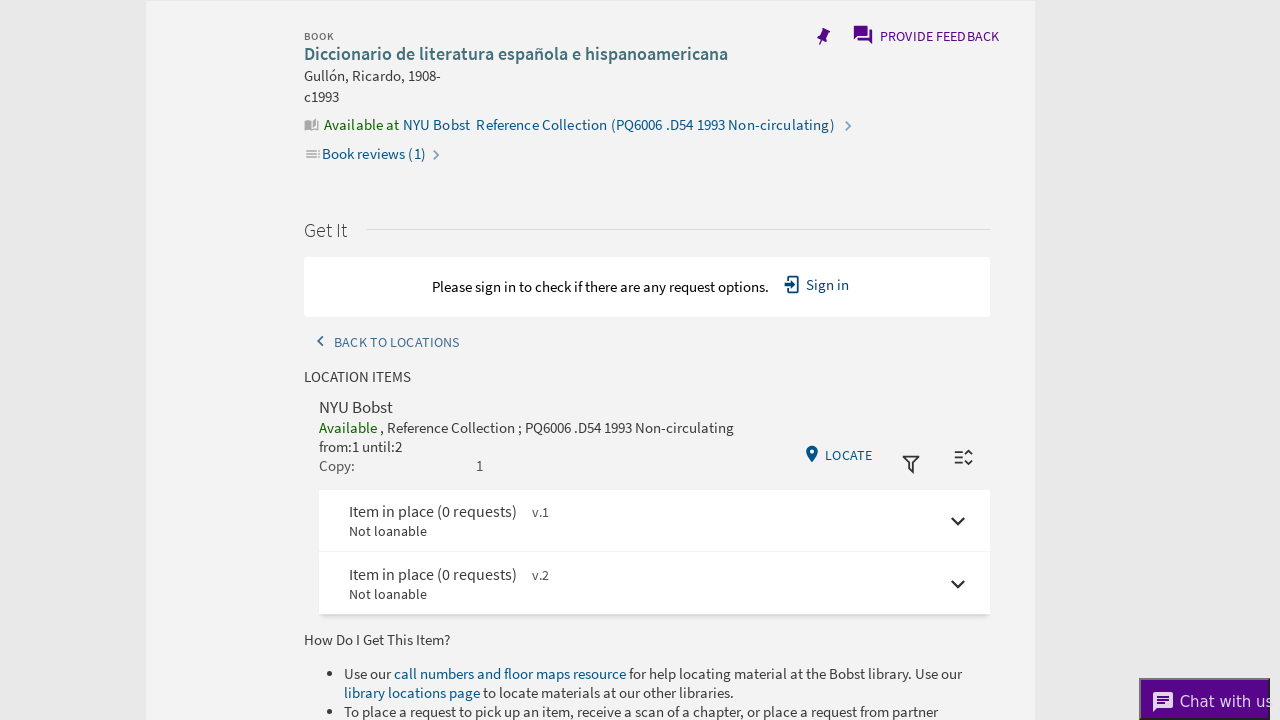 BOOK
PROVIDE FEEDBACK
Diccionario de literatura española e hispanoamericana
Gullón, Ricardo, 1908-
c1993
Available at NYU Bobst Reference Collection (PQ6006 .D54 1993 Non-circulating)
Book reviews (1)
Get It
Please sign in to check if there are any request options. Sign in
BACK TO LOCATIONS
LOCATION ITEMS
NYU Bobst
Available , Reference Collection ; PQ6006 .D54 1993 Non-circulating
from:1 until:2
Copy: 1
LOCATE
Item in place (0 requests) v.1
Not loanable
Item in place (0 requests) v.2
Not loanable
How Do I Get This Item?
Use our call numbers and floor maps resource for help locating material at the Bobst library. Use our
library locations page to locate materials at our other libraries.
To place a request to pick up an item, receive a scan of a chapter, or place a request from partner
Chat with us